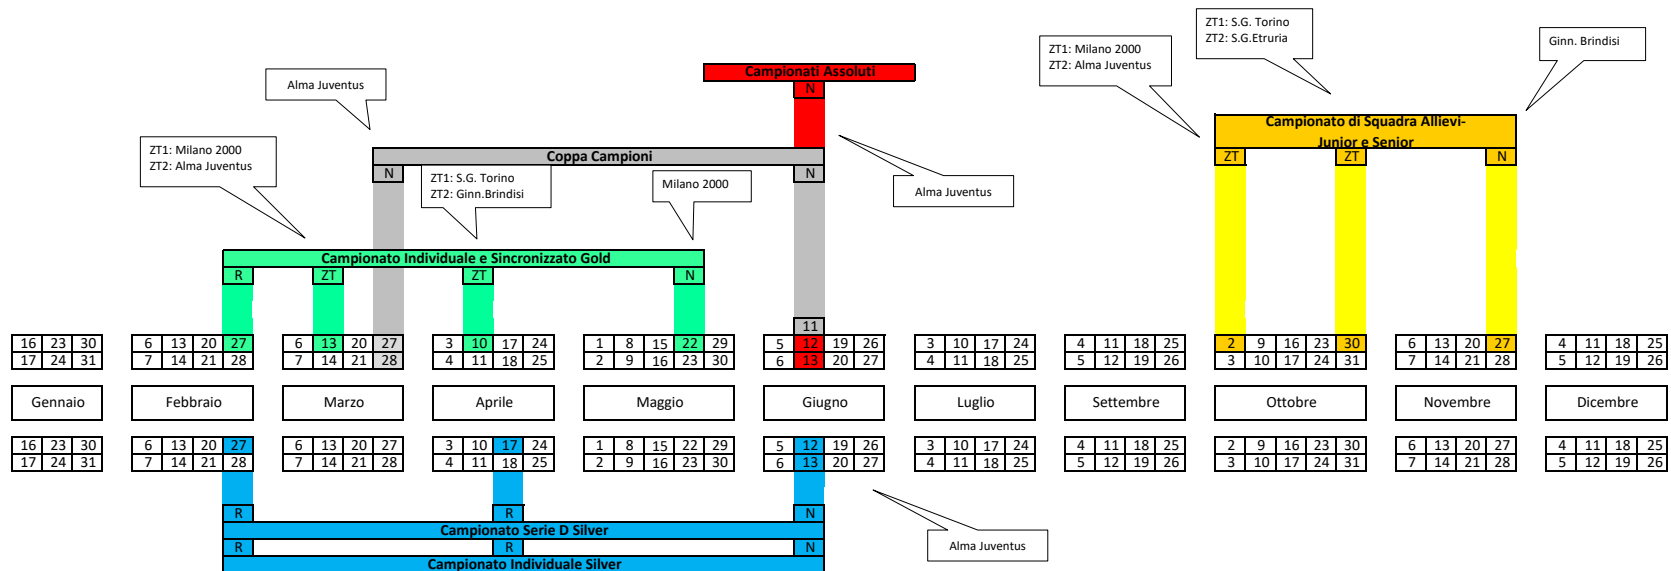 ZT1: S.G. Torino
ZT2: S.G.Etruria
Ginn. Brindisi
ZT1: Milano 2000
ZT2: Alma Juventus
Campionati Assoluti
N
Alma Juventus
Campionato di Squadra Allievi-
Junior e Senior
ZT ZT N
ZT1: Milano 2000
ZT2: Alma Juventus
Coppa Campioni
N N
ZT1: S.G. Torino
ZT2: Ginn.Brindisi
Milano 2000
Alma Juventus
Campionato Individuale e Sincronizzato Gold
R ZT ZT N
11
16 23 30 6 13 20 27 6 13 20 27 3 10 17 24 1 8 15 22 29 5 12 19 26 3 10 17 24 4 11 18 25 2 9 16 23 30 6 13 20 27 4 11 18 25
17 24 31 7 14 21 28 7 14 21 28 4 11 18 25 2 9 16 23 30 6 13 20 27 4 11 18 25 5 12 19 26 3 10 17 24 31 7 14 21 28 5 12 19 26
Gennaio Febbraio Marzo Aprile Maggio Giugno Luglio Settembre Ottobre Novembre Dicembre
16 23 30 6 13 20 27 6 13 20 27 3 10 17 24 1 8 15 22 29 5 12 19 26 3 10 17 24 4 11 18 25 2 9 16 23 30 6 13 20 27 4 11 18 25
17 24 31 7 14 21 28 7 14 21 28 4 11 18 25 2 9 16 23 30 6 13 20 27 4 11 18 25 5 12 19 26 3 10 17 24 31 7 14 21 28 5 12 19 26
R R N
Campionato Serie D Silver
R R N
Alma Juventus
Campionato Individuale Silver